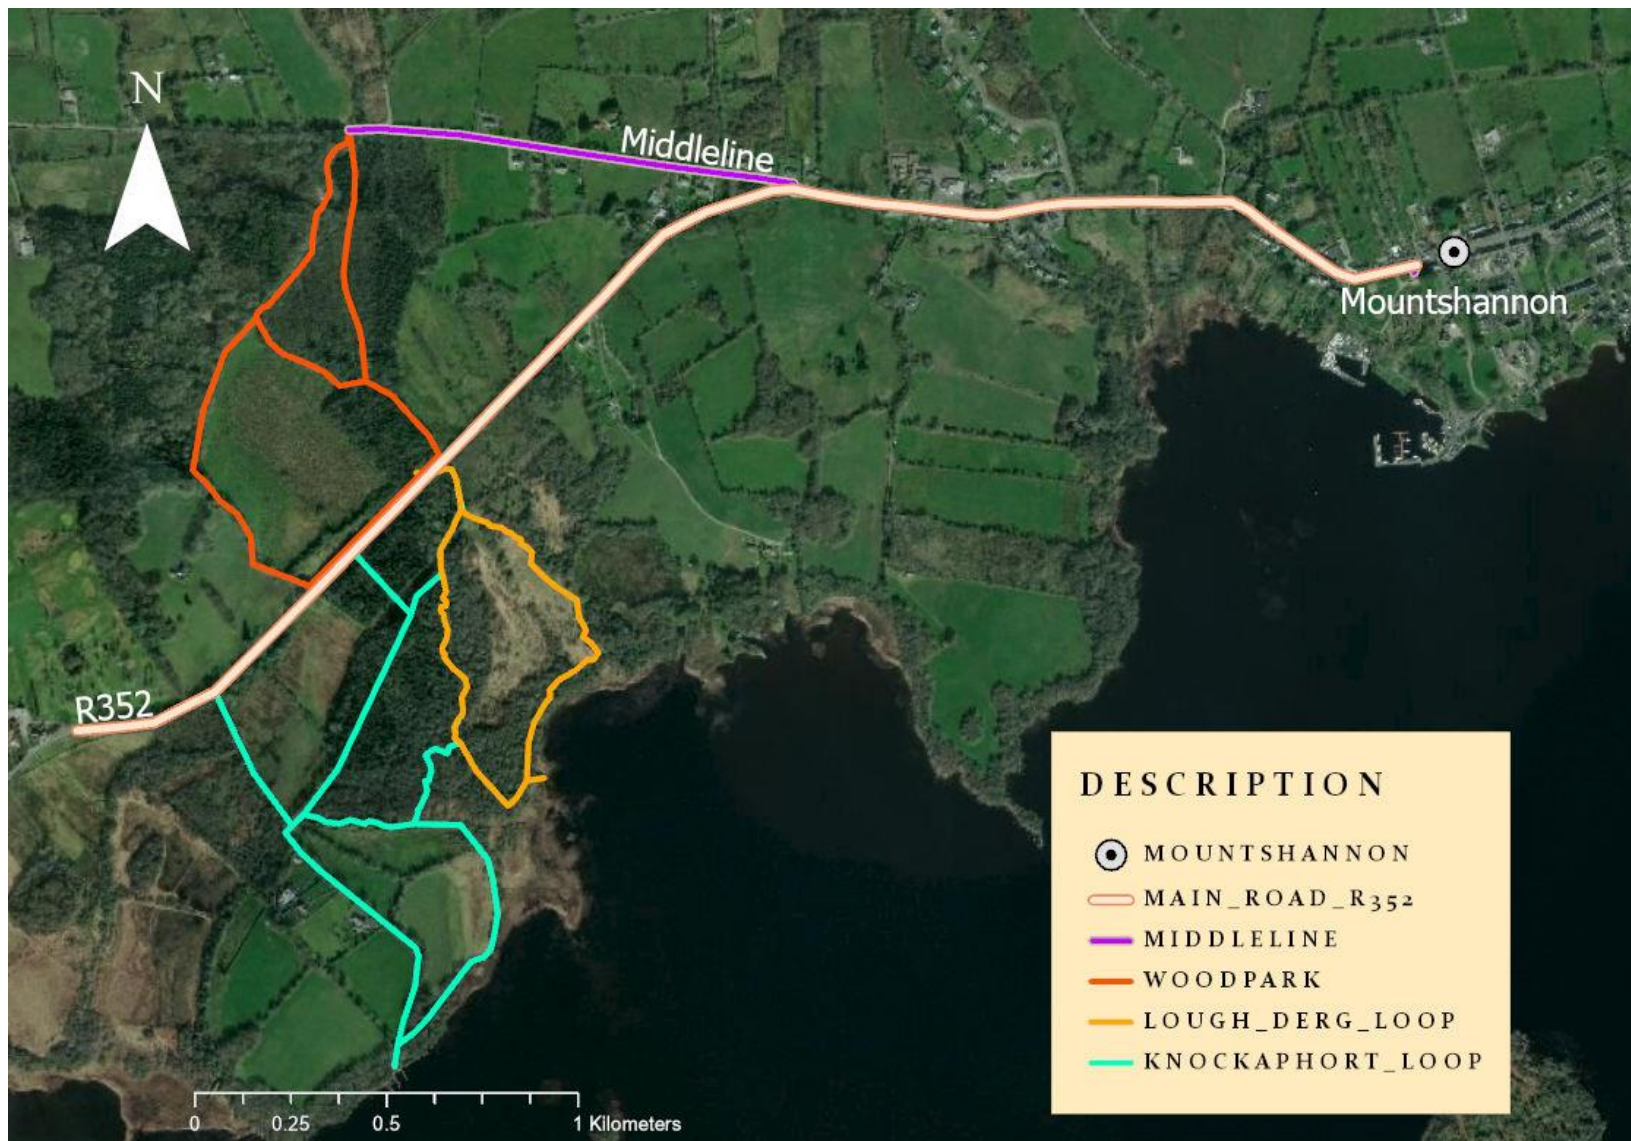 N
Middleline
Mountshannon
R352
DESCRIPTION
MOUNTSHANNON
MAIN_ROAD_R352
MIDDLELINE
WOODPARK
LOUGH_DERG_LOOP
KNOCKAPHORT_LOOP
0 0.25 0.5 1 Kilometers